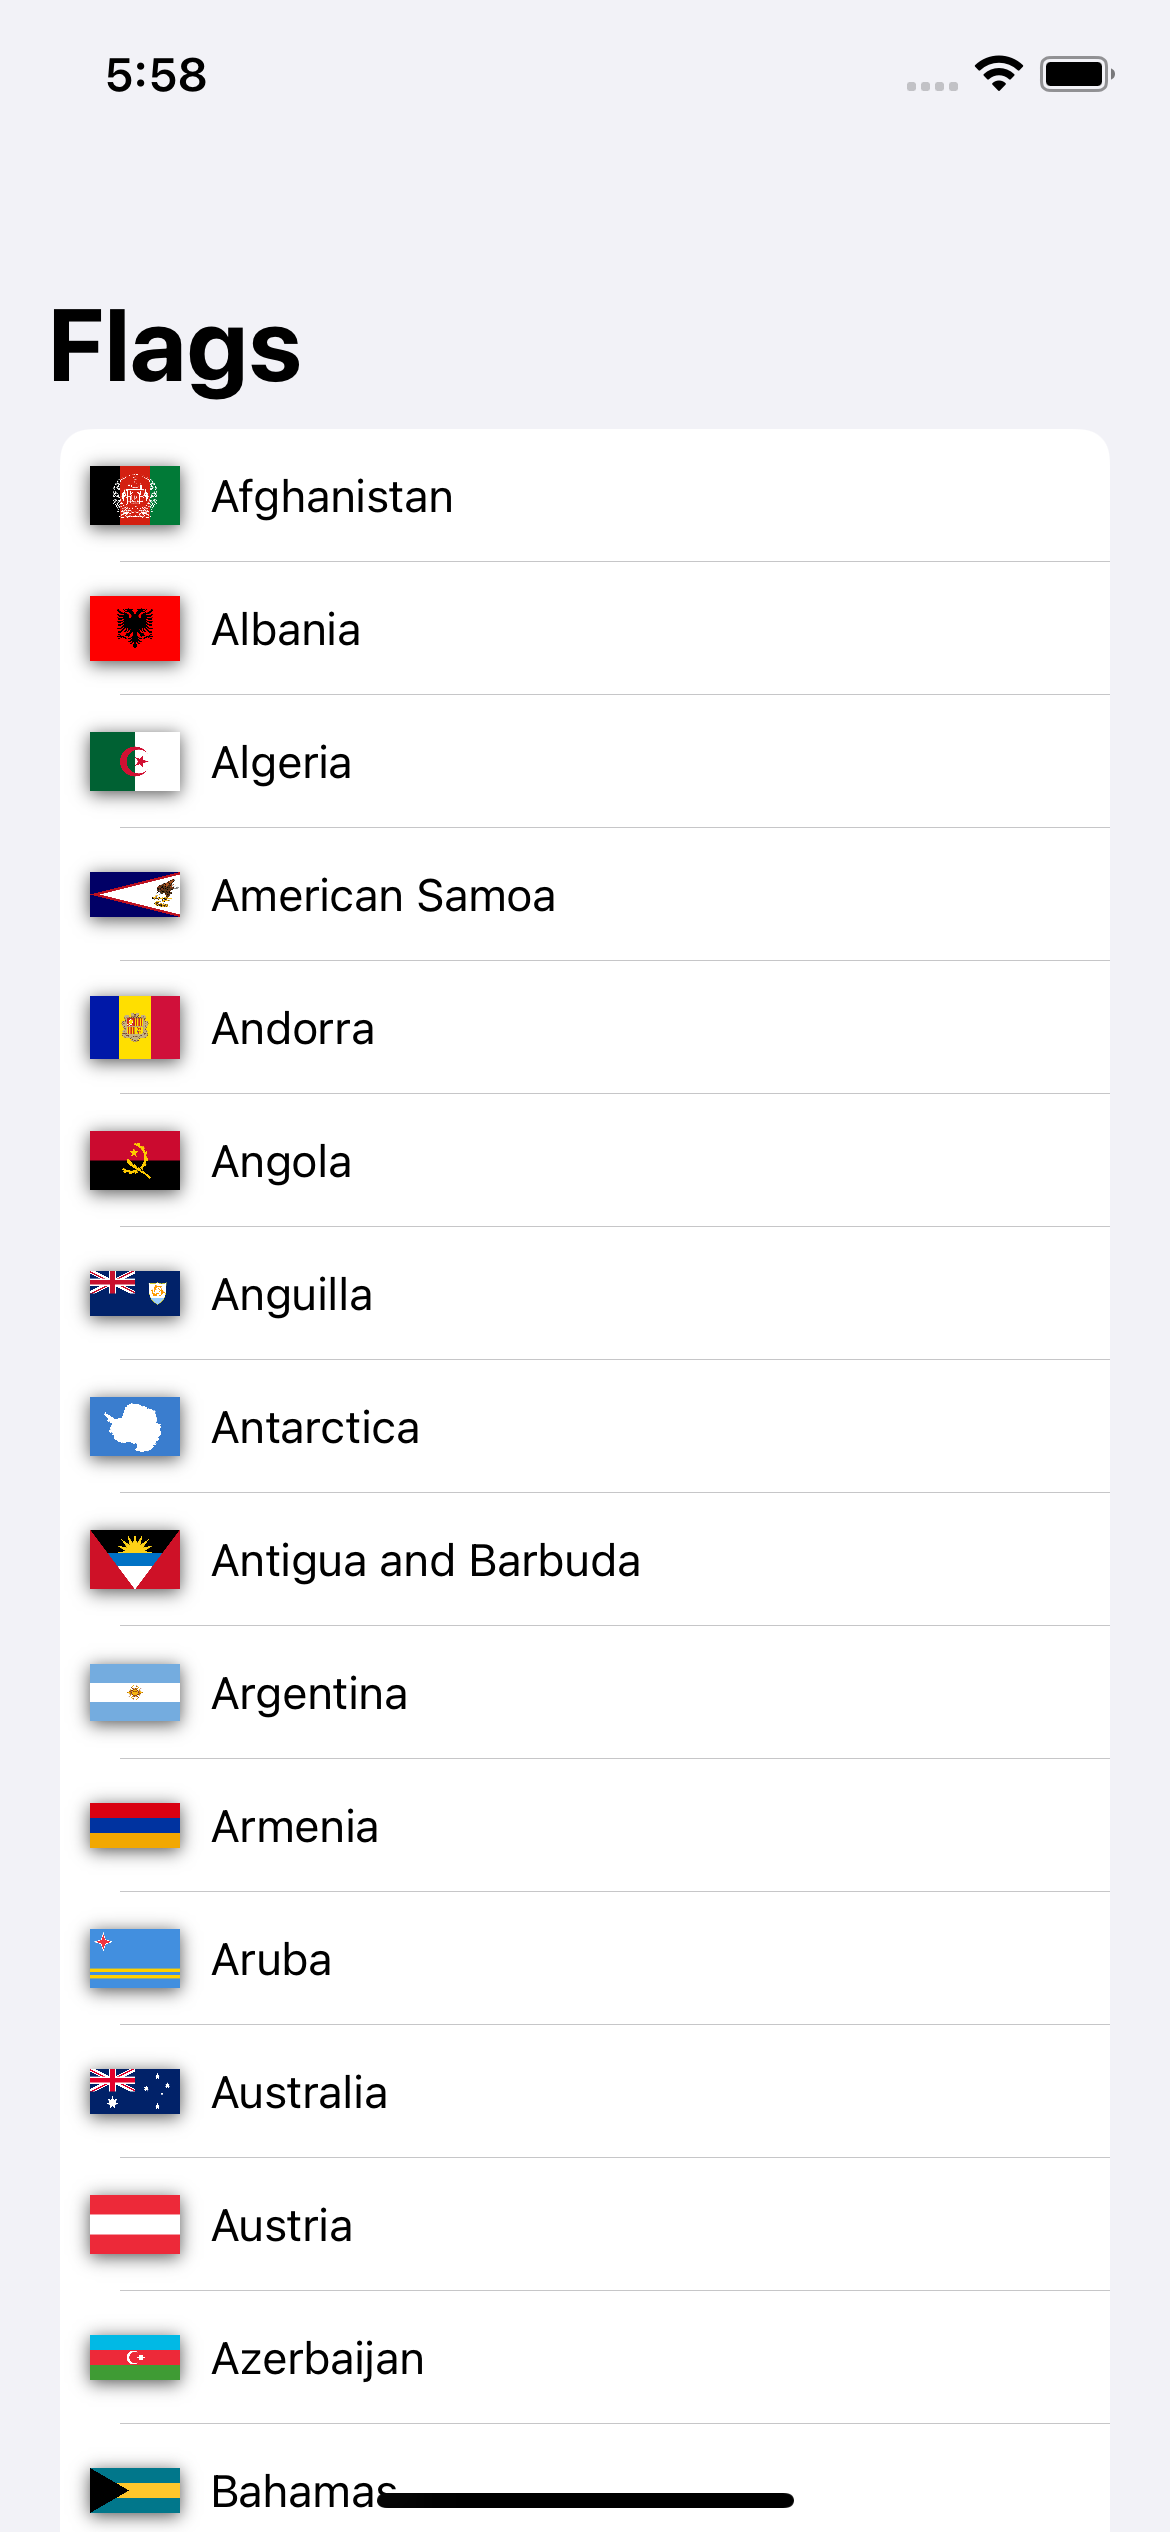 5:58
Flags
Afghanistan
Albania
Algeria
American Samoa
Andorra
Angola
Anguilla
Antarctica
Antigua and Barbuda
Argentina
Armenia
Aruba
Australia
Austria
Azerbaijan
Bahamas